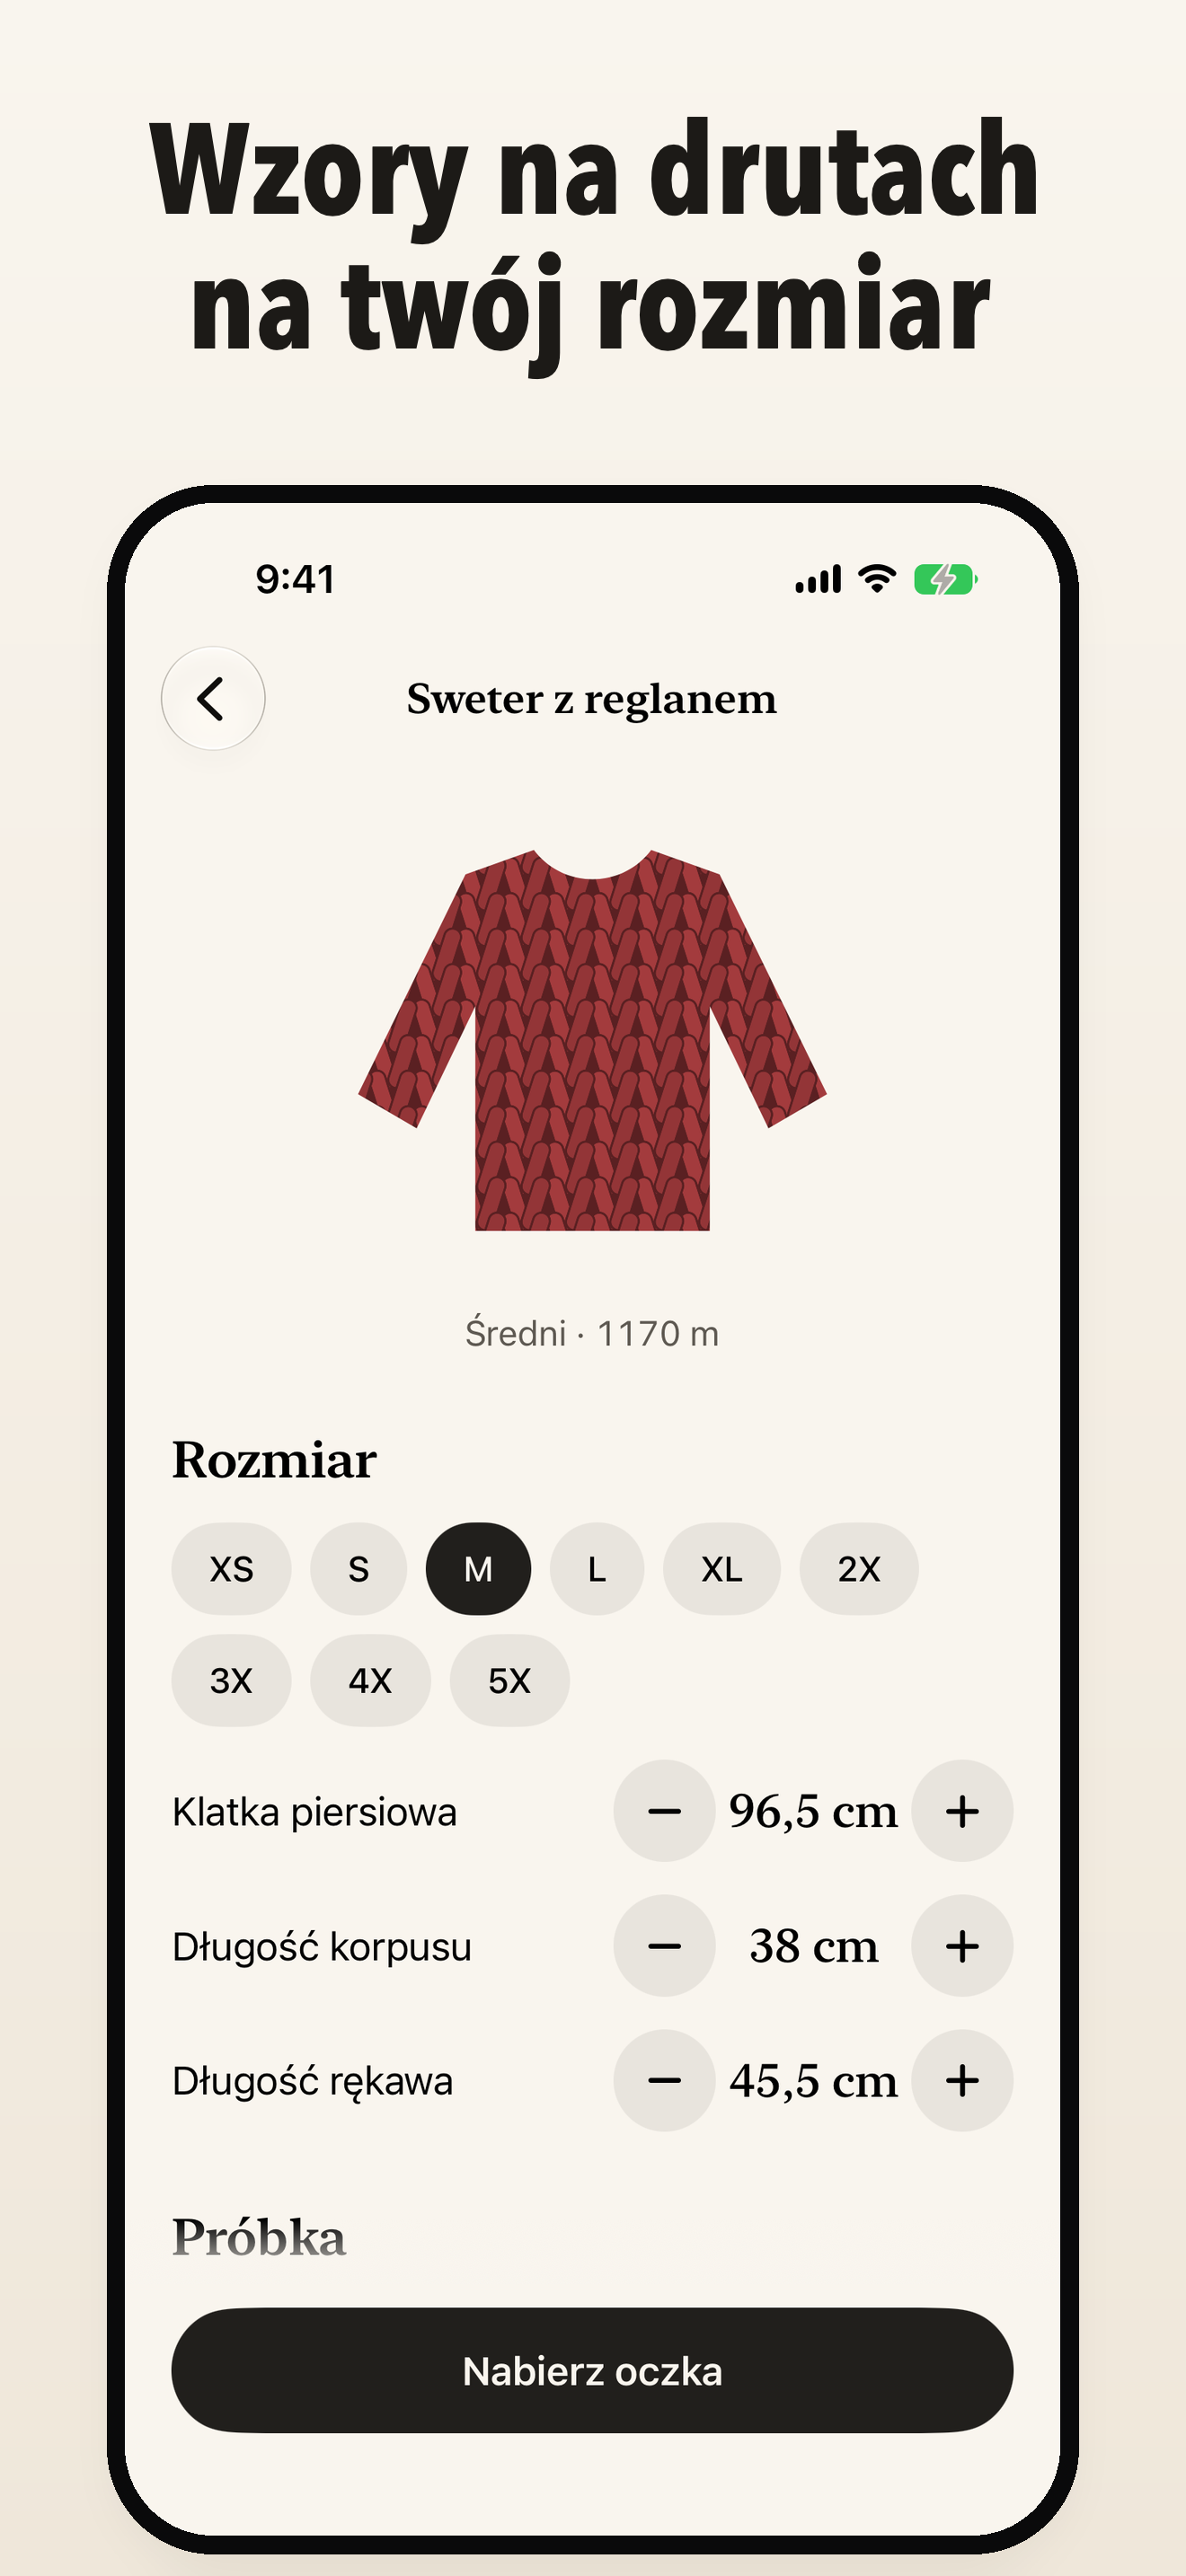 Wzory na drutach
na twój rozmiar
9:41
Sweter z reglanem
Średni · 1170 m
Rozmiar
XS S M L XL 2X
3X 4X 5X
Klatka piersiowa − 96,5 cm +
Długość korpusu − 38 cm +
Długość rękawa − 45,5 cm +
Próbka
Nabierz oczka